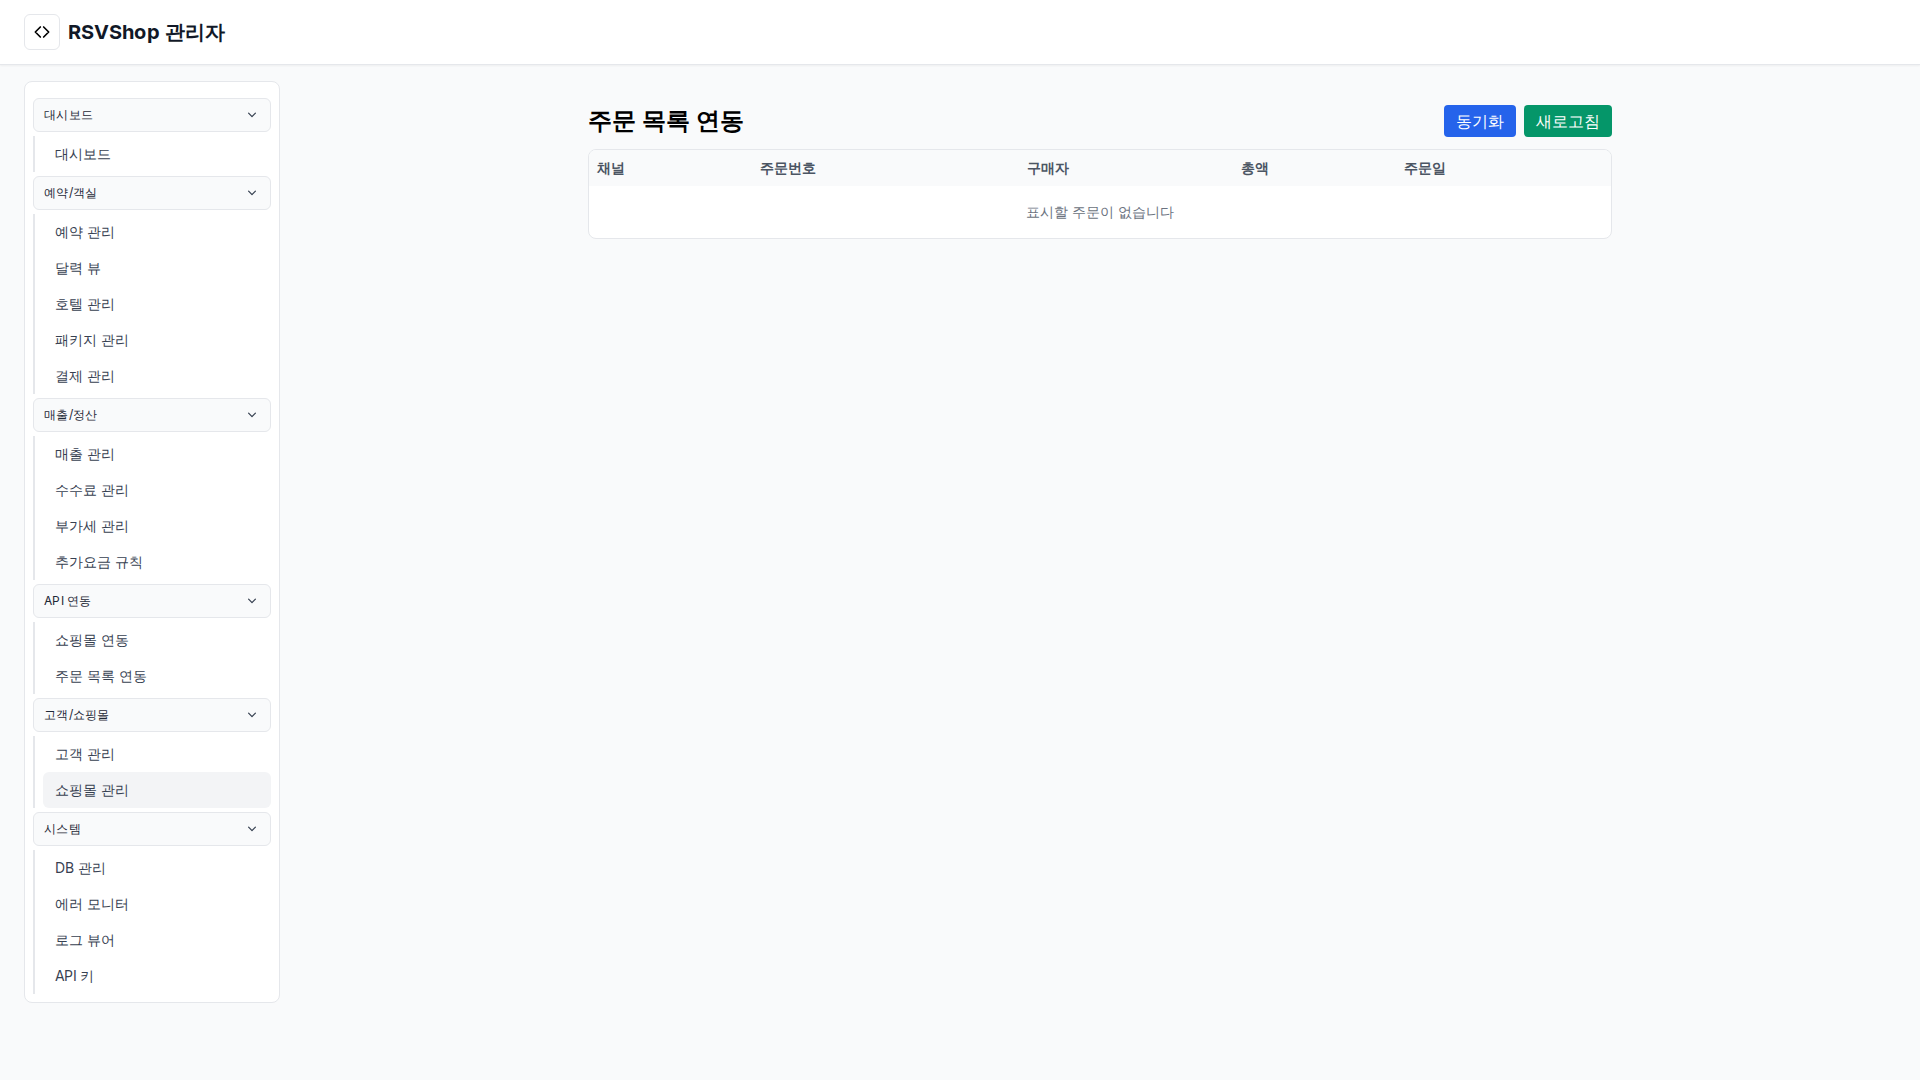 RSVShop 관리자
대시보드
대시보드
예약/객실
예약 관리
달력 뷰
호텔 관리
패키지 관리
결제 관리
매출/정산
매출 관리
수수료 관리
부가세 관리
추가요금 규칙
API 연동
쇼핑몰 연동
주문 목록 연동
고객/쇼핑몰
고객 관리
쇼핑몰 관리
시스템
DB 관리
에러 모니터
로그 뷰어
API 키
주문 목록 연동
동기화 새로고침
채널 주문번호 구매자 총액 주문일
표시할 주문이 없습니다